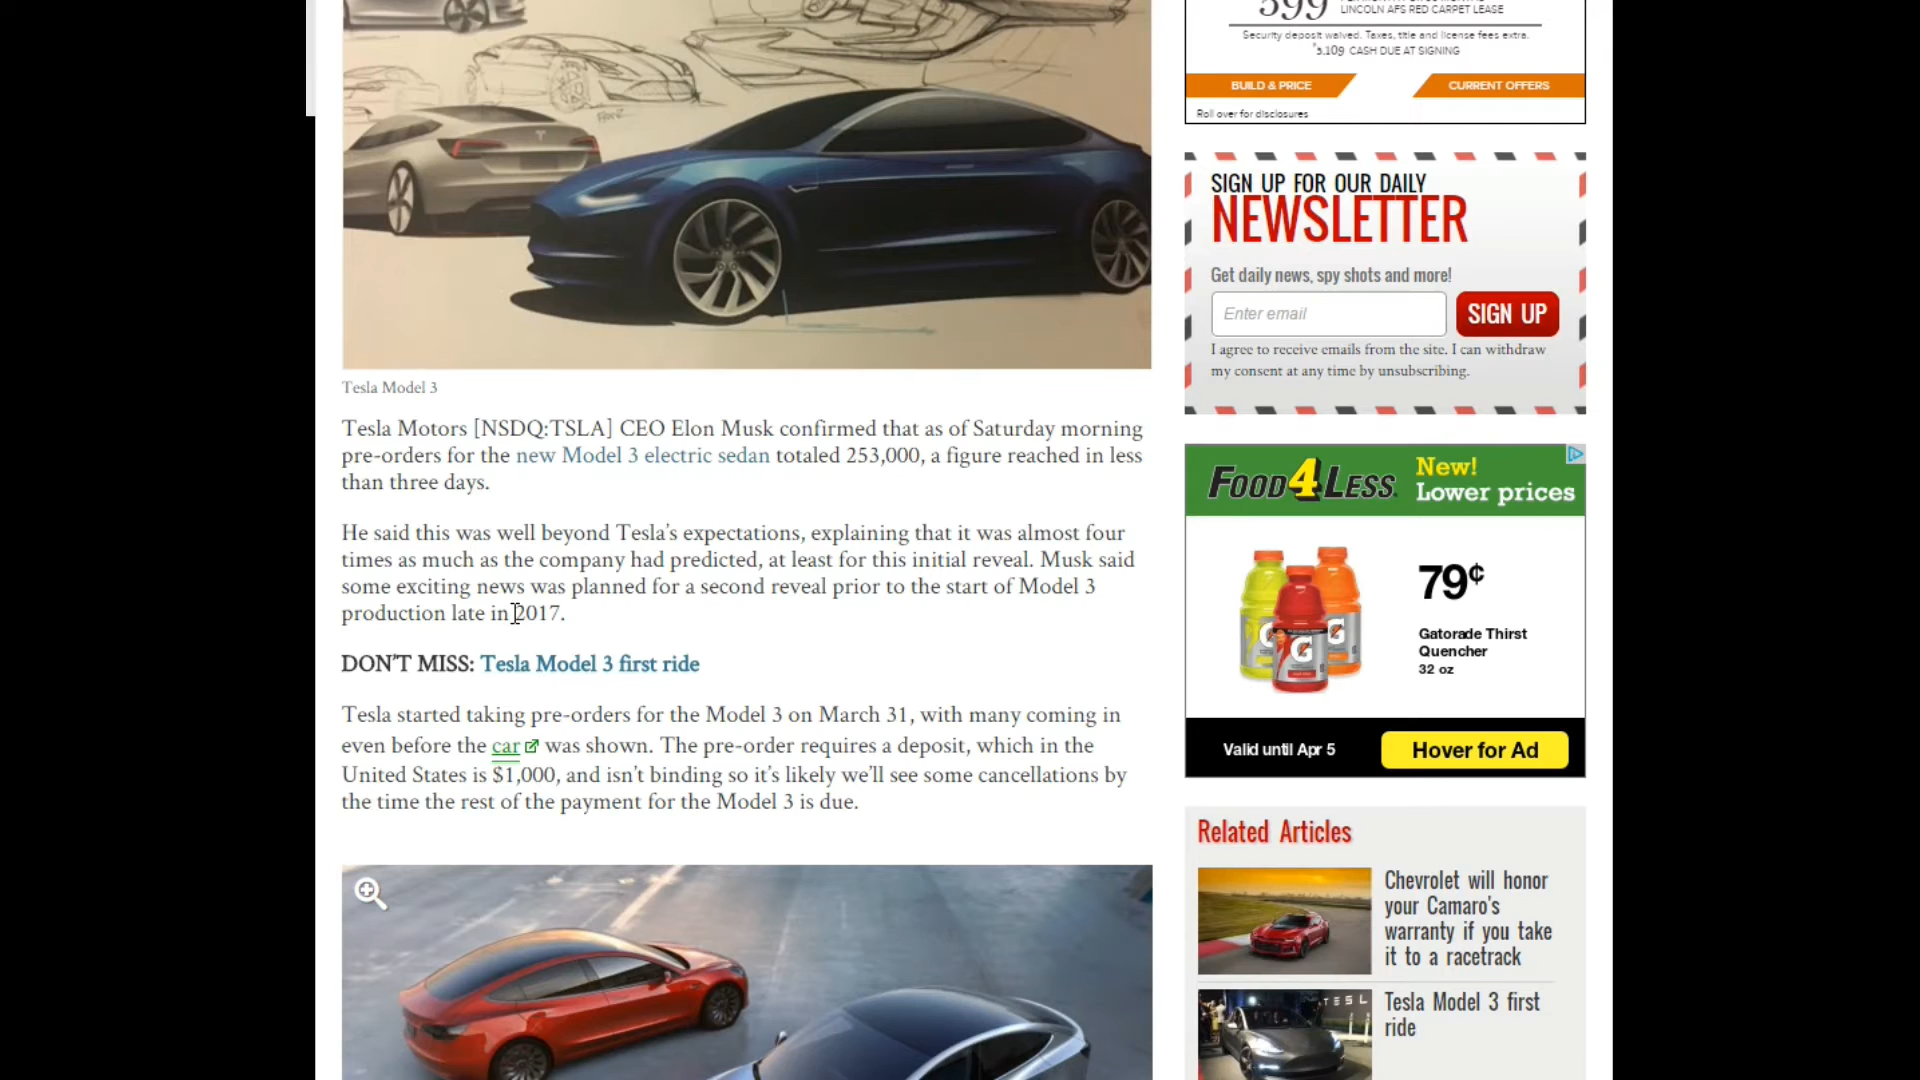 Tesla Model 3
Tesla Motors [NSDQ:TSLA] CEO Elon Musk confirmed that as of Saturday morning
pre-orders for the new Model 3 electric sedan totaled 253,000, a figure reached in less
than three days.
He said this was well beyond Tesla’s expectations, explaining that it was almost four
times as much as the company had predicted, at least for this initial reveal. Musk said
some exciting news was planned for a second reveal prior to the start of Model 3
production late in 2017.
DON'T MISS: Tesla Model 3 first ride
Tesla started taking pre-orders for the Model 3 on March 31, with many coming in
even before the car was shown. The pre-order requires a deposit, which in the
United States is $1,000, and isn’t binding so it’s likely we’ll see some cancellations by
the time the rest of the payment for the Model 3 is due.
LINCOLN AFS RED CARPET LEASE
Security deposit waived. Taxes, title and license fees extra.
$5,109 CASH DUE AT SIGNING
BUILD & PRICE
CURRENT OFFERS
Roll over for disclosures
SIGN UP FOR OUR DAILY
NEWSLETTER
Get daily news, spy shots and more!
Enter email
SIGN UP
I agree to receive emails from the site. I can withdraw
my consent at any time by unsubscribing.
FOOD 4 LESS
New!
Lower prices
G G G
79¢
Gatorade Thirst
Quencher
32 oz
Valid until Apr 5
Hover for Ad
Related Articles
Chevrolet will honor
your Camaro's
warranty if you take
it to a racetrack
TESL
Tesla Model 3 first
ride